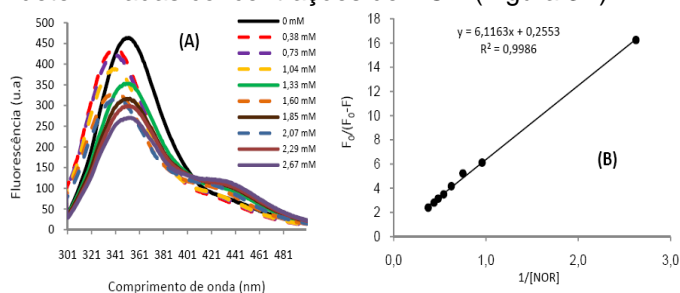 (A)
Fluorescência (u.a)
500
450
400
350
300
250
200
150
100
50
0
301 321 341 361 381 401 421 441 461 481
Comprimento de onda (nm)
0 mM
0,38 mM
0,73 mM
1,04 mM
1,33 mM
1,60 mM
1,85 mM
2,07 mM
2,29 mM
2,67 mM
(B)
y = 6,1163x + 0,2553
R² = 0,9986
F₀/(F₀-F)
18
16
14
12
10
8
6
4
2
0
0,0 1,0 2,0 3,0
1/[NOR]